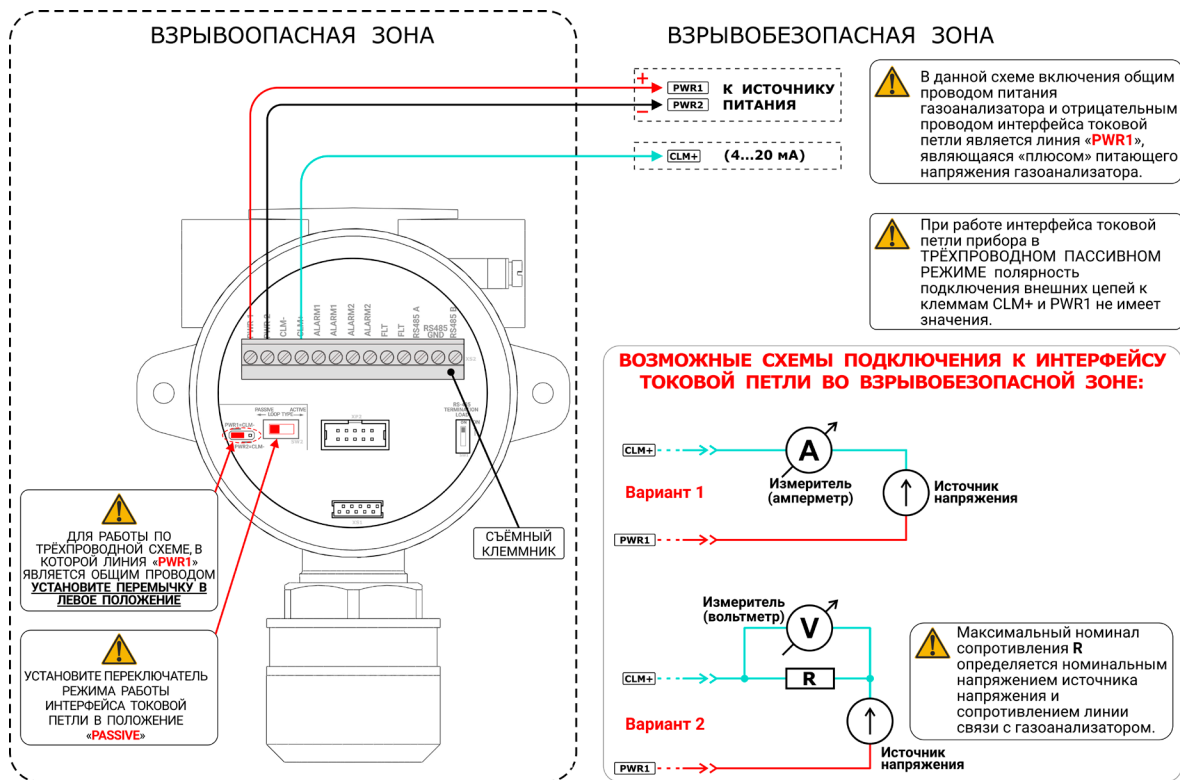 ВЗРЫВООПАСНАЯ ЗОНА
ВЗРЫВОБЕЗОПАСНАЯ ЗОНА
+
PWR1
К ИСТОЧНИКУ
PWR2
ПИТАНИЯ
−
CLM+
(4...20 мА)
В данной схеме включения общим
проводом питания
газоанализатора и отрицательным
проводом интерфейса токовой
петли является линия «PWR1»,
являющаяся «плюсом» питающего
напряжения газоанализатора.
При работе интерфейса токовой
петли прибора в
ТРЁХПРОВОДНОМ ПАССИВНОМ
РЕЖИМЕ полярность
подключения внешних цепей к
клеммам CLM+ и PWR1 не имеет
значения.
PWR 1
PWR 2
CLM-
CLM+
ALARM1
ALARM1
ALARM2
ALARM2
FLT
FLT
RS485 A
RS485
GND
RS485 B
PASSIVE
ACTIVE
LOOP TYPE
PWR1=CLM-
PWR2=CLM-
XP2
RS-485
TERMINATION
LOAD
ON
СЪЁМНЫЙ
КЛЕММНИК
ДЛЯ РАБОТЫ ПО
ТРЁХПРОВОДНОЙ СХЕМЕ, В
КОТОРОЙ ЛИНИЯ «PWR1»
ЯВЛЯЕТСЯ ОБЩИМ ПРОВОДОМ
УСТАНОВИТЕ ПЕРЕМЫЧКУ В
ЛЕВОЕ ПОЛОЖЕНИЕ
УСТАНОВИТЕ ПЕРЕКЛЮЧАТЕЛЬ
РЕЖИМА РАБОТЫ
ИНТЕРФЕЙСА ТОКОВОЙ
ПЕТЛИ В ПОЛОЖЕНИЕ
«PASSIVE»
ВОЗМОЖНЫЕ СХЕМЫ ПОДКЛЮЧЕНИЯ К ИНТЕРФЕЙСУ
ТОКОВОЙ ПЕТЛИ ВО ВЗРЫВОБЕЗОПАСНОЙ ЗОНЕ:
CLM+
A
Измеритель
(амперметр)
Вариант 1
Источник
напряжения
PWR1
Измеритель
(вольтметр)
V
CLM+
R
Вариант 2
Источник
напряжения
PWR1
Максимальный номинал
сопротивления R
определяется номинальным
напряжением источника
напряжения и
сопротивлением линии
связи с газоанализатором.